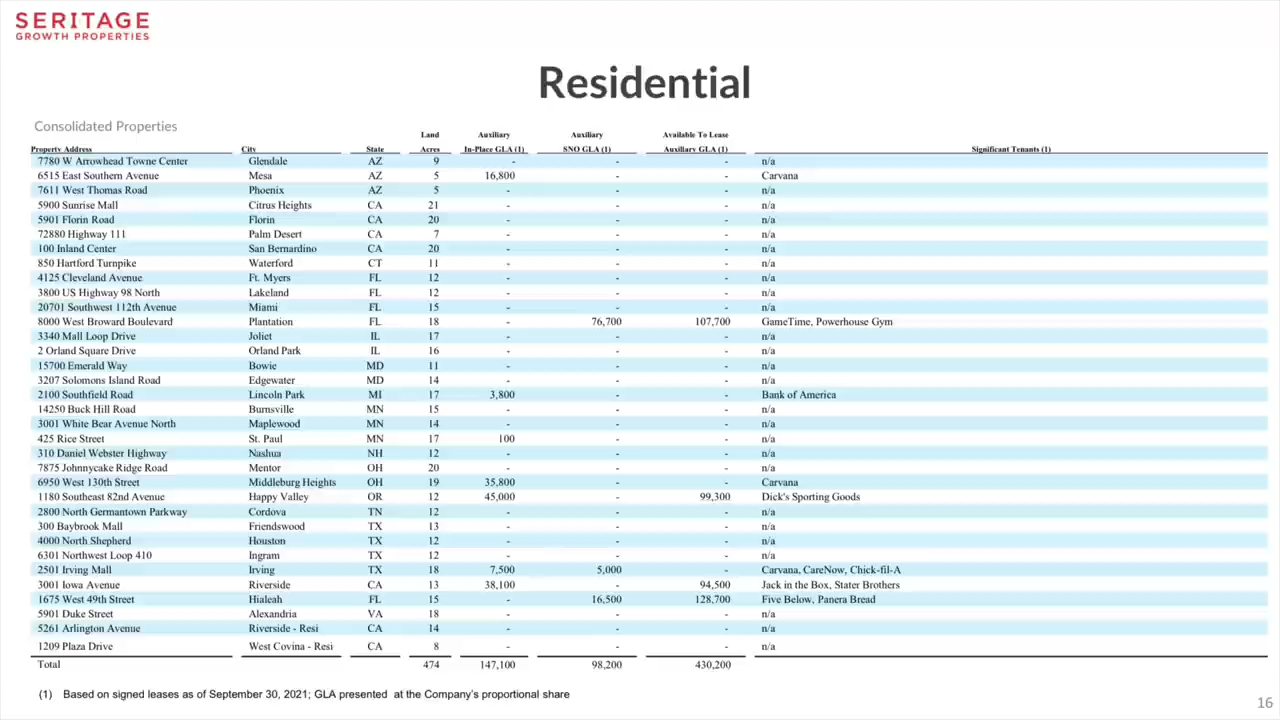 SERITAGE
GROWTH PROPERTIES
Residential
Consolidated Properties
Land Auxiliary Auxiliary Available To Lease
Property Address City State Acres In-Place GLA (1) SNO GLA (1) Auxiliary GLA (1) Significant Tenants (1)
7780 W Arrowhead Towne Center Glendale AZ 9 - - - n/a
6515 East Southern Avenue Mesa AZ 5 16,800 - - Carvana
7611 West Thomas Road Phoenix AZ 5 - - - n/a
5900 Sunrise Mall Citrus Heights CA 21 - - - n/a
5901 Florin Road Florin CA 20 - - - n/a
72880 Highway 111 Palm Desert CA 7 - - - n/a
100 Inland Center San Bernardino CA 20 - - - n/a
850 Hartford Turnpike Waterford CT 11 - - - n/a
4125 Cleveland Avenue Ft. Myers FL 12 - - - n/a
3800 US Highway 98 North Lakeland FL 12 - - - n/a
20701 Southwest 112th Avenue Miami FL 15 - - - n/a
8000 West Broward Boulevard Plantation FL 18 - 76,700 107,700 GameTime, Powerhouse Gym
3340 Mall Loop Drive Joliet IL 17 - - - n/a
2 Orland Square Drive Orland Park IL 16 - - - n/a
15700 Emerald Way Bowie MD 11 - - - n/a
3207 Solomons Island Road Edgewater MD 14 - - - n/a
2100 Southfield Road Lincoln Park MI 17 3,800 - - Bank of America
14250 Buck Hill Road Burnsville MN 15 - - - n/a
3001 White Bear Avenue North Maplewood MN 14 - - - n/a
425 Rice Street St. Paul MN 17 100 - - n/a
310 Daniel Webster Highway Nashua NH 12 - - - n/a
7875 Johnnycake Ridge Road Mentor OH 20 - - - n/a
6950 West 130th Street Middleburg Heights OH 19 35,800 - - Carvana
1180 Southeast 82nd Avenue Happy Valley OR 12 45,000 - 99,300 Dick's Sporting Goods
2800 North Germantown Parkway Cordova TN 12 - - - n/a
300 Baybrook Mall Friendswood TX 13 - - - n/a
4000 North Shepherd Houston TX 12 - - - n/a
6301 Northwest Loop 410 Ingram TX 12 - - - n/a
2501 Irving Mall Irving TX 18 7,500 5,000 - Carvana, CareNow, Chick-fil-A
3001 Iowa Avenue Riverside CA 13 38,100 - 94,500 Jack in the Box, Stater Brothers
1675 West 49th Street Hialeah FL 15 - 16,500 128,700 Five Below, Panera Bread
5901 Duke Street Alexandria VA 18 - - - n/a
5261 Arlington Avenue Riverside - Resi CA 14 - - - n/a
1209 Plaza Drive West Covina - Resi CA 8 - - - n/a
Total 474 147,100 98,200 430,200
(1) Based on signed leases as of September 30, 2021; GLA presented at the Company's proportional share
16